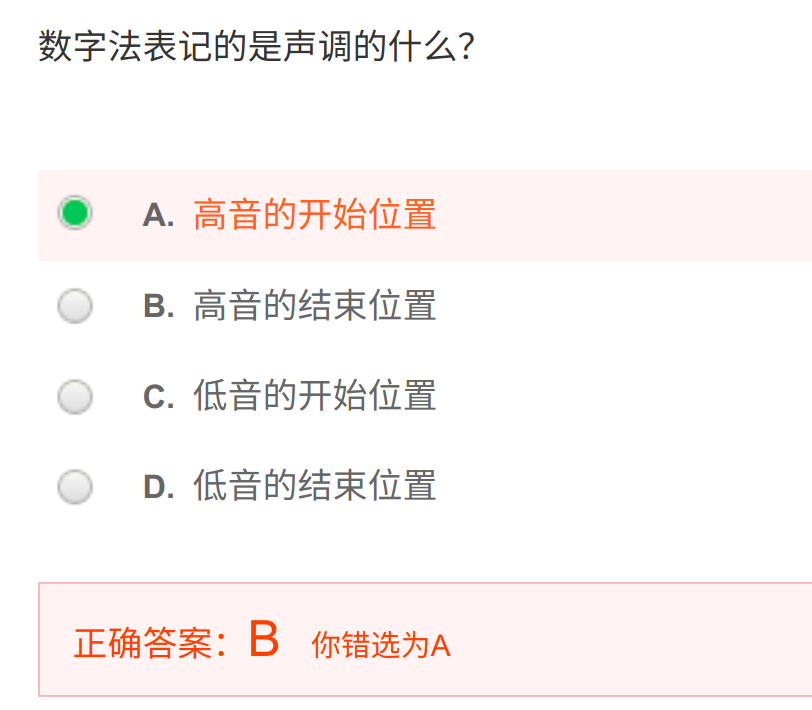 数字法表记的是声调的什么?
A. 高音的开始位置
B. 高音的结束位置
C. 低音的开始位置
D. 低音的结束位置
正确答案：B 你错选为A